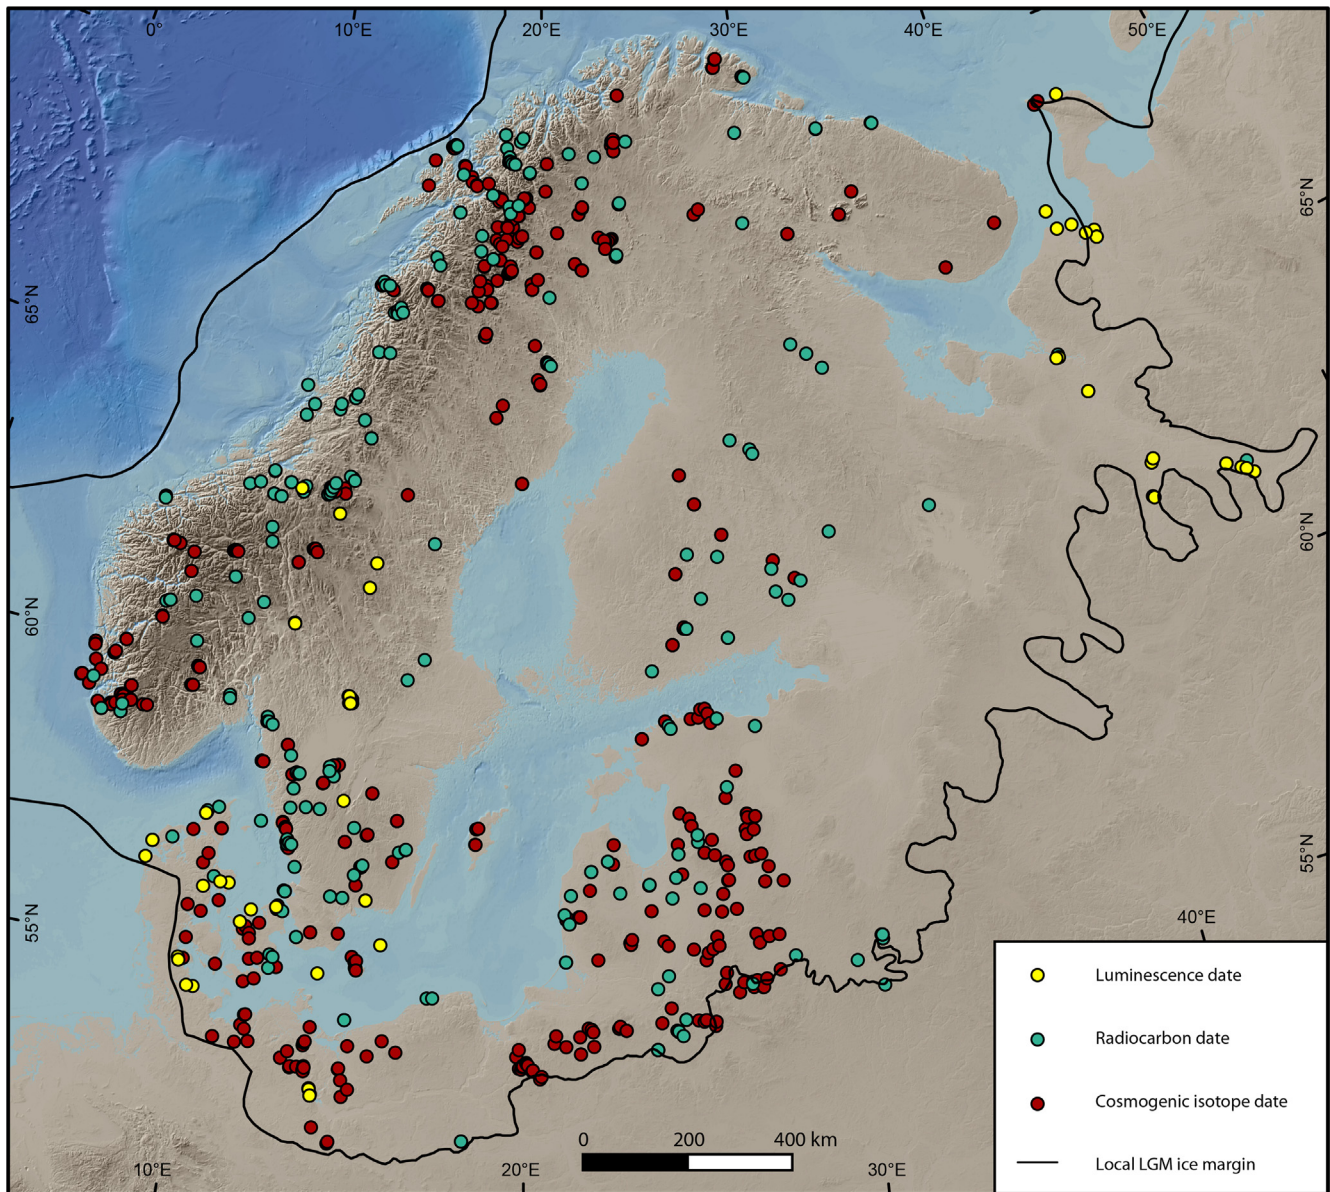 0°
10°E
20°E
30°E
40°E
50°E
65°N
65°N
60°N
60°N
55°N
55°N
40°E
Luminescence date
Radiocarbon date
Cosmogenic isotope date
Local LGM ice margin
0
200
400 km
10°E
20°E
30°E